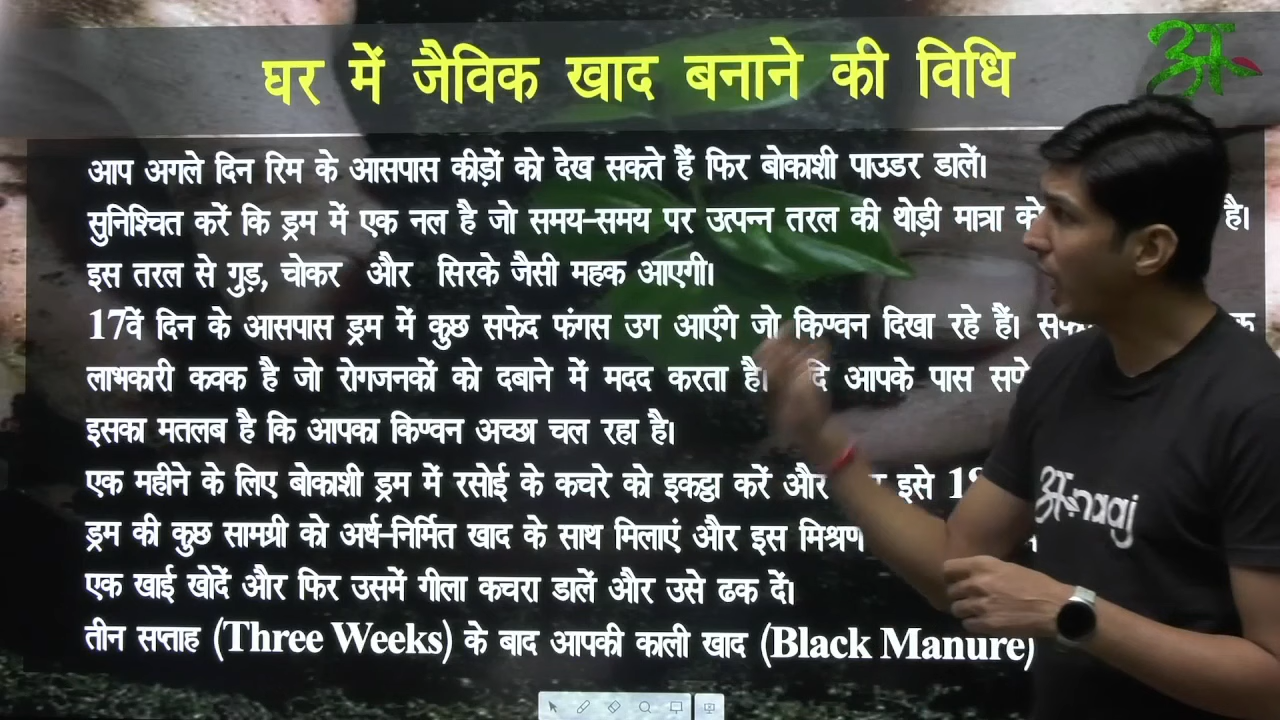 घर में जैविक खाद बनाने की विधि
आप अगले दिन रिम के आसपास कीड़ों को देख सकते हैं फिर बोकाशी पाउडर डालें।
सुनिश्चित करें कि ड्रम में एक नल है जो समय-समय पर उत्पन्न तरल की थोड़ी मात्रा को है।
इस तरल से गुड़, चोकर और सिरके जैसी महक आएगी।
17वें दिन के आसपास ड्रम में कुछ सफेद फंगस उग आएंगे जो किण्वन दिखा रहे हैं।
लाभकारी कवक है जो रोगजनकों को दबाने में मदद करता है। आपके पास
इसका मतलब है कि आपका किण्वन अच्छा चल रहा है।
एक महीने के लिए बोकाशी ड्रम में रसोई के कचरे को इकट्ठा करें और इसे
ड्रम की कुछ सामग्री को अर्ध-निर्मित खाद के साथ मिलाएं और इस मिश्रण
एक खाई खोदें और फिर उसमें गीला कचरा डालें और उसे ढक दें।
तीन सप्ताह (Three Weeks) के बाद आपकी काली खाद (Black Manure)
अ
अnaaj